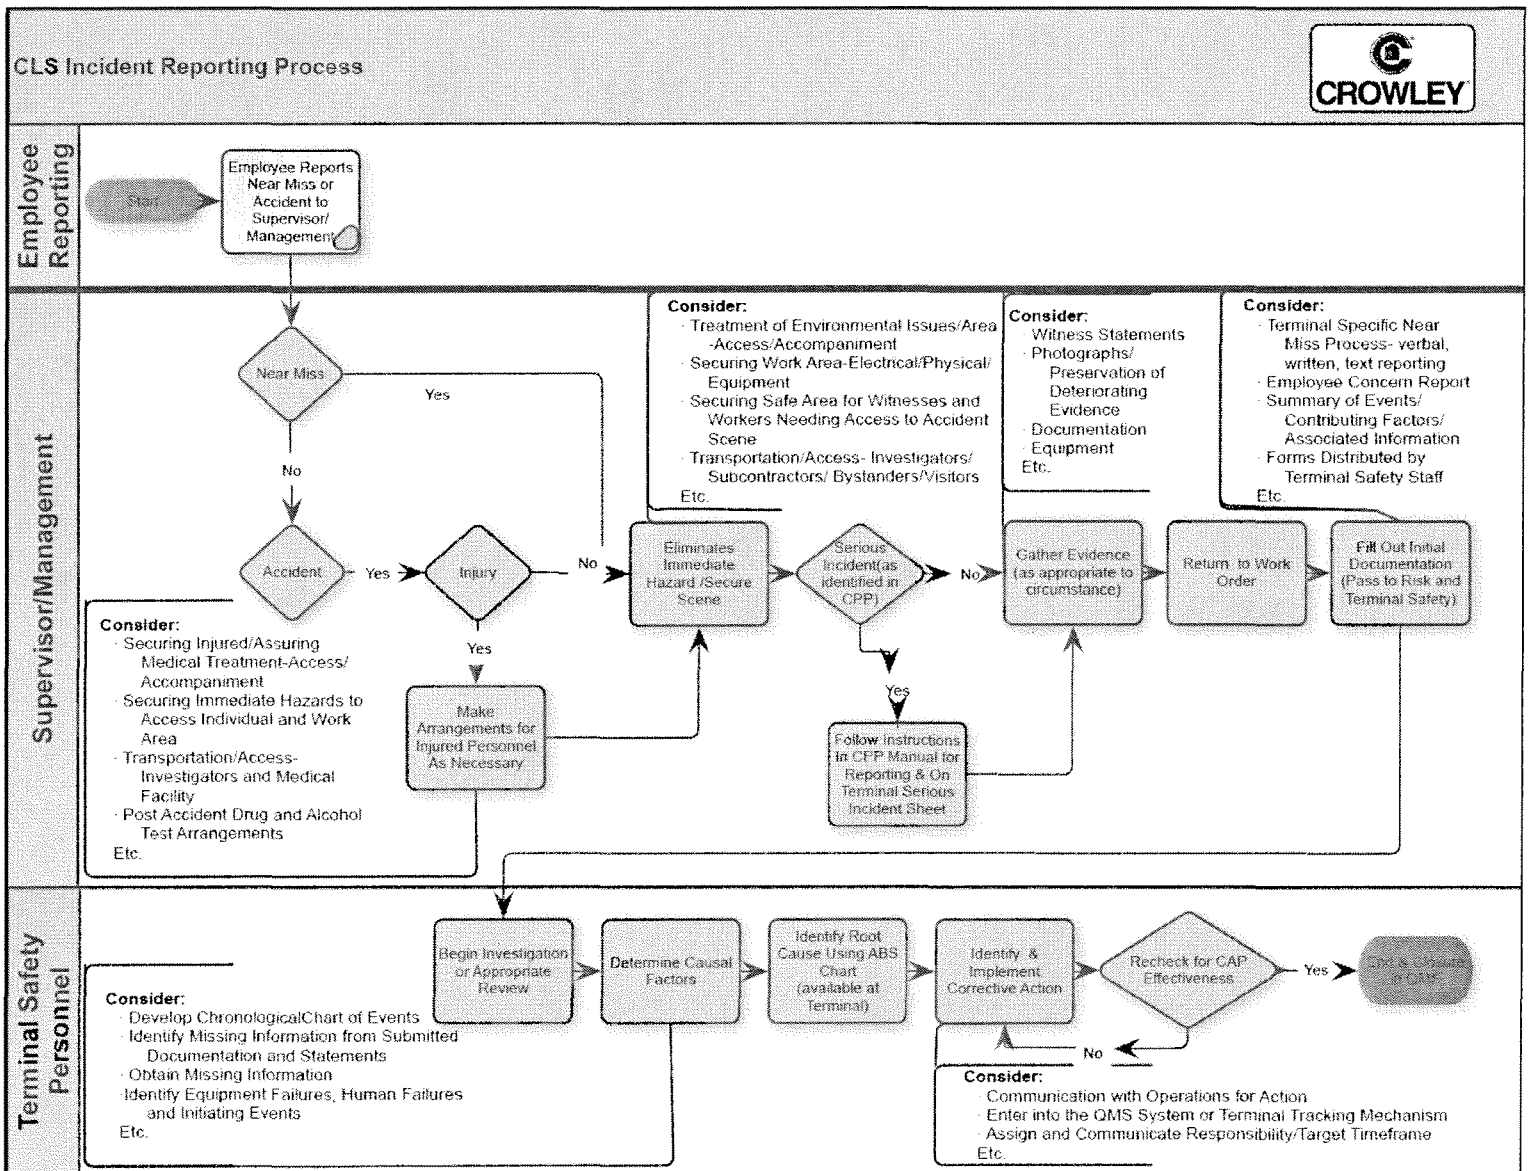 CLS Incident Reporting Process
CROWLEY
Employee
Reporting
Start
Employee Reports
Near Miss or
Accident to
Supervisor/
Management
Supervisor/Management
Near Miss
Yes
No
Accident
Yes
Injury
No
Yes
Consider:
· Securing Injured/Assuring
Medical Treatment-Access/
Accompaniment
· Securing Immediate Hazards to
Access Individual and Work
Area
· Transportation/Access-
Investigators and Medical
Facility
· Post Accident Drug and Alcohol
Test Arrangements
Etc.
Make
Arrangements for
Injured Personnel
As Necessary
Consider:
· Treatment of Environmental Issues/Area
-Access/Accompaniment
· Securing Work Area-Electrical/Physical/
Equipment
· Securing Safe Area for Witnesses and
Workers Needing Access to Accident
Scene
· Transportation/Access- Investigators/
Subcontractors/ Bystanders/Visitors
Etc.
Eliminates
Immediate
Hazard /Secure
Scene
Serious
Incident(as
identified in
CPP)
No
Yes
Follow Instructions
In CPP Manual for
Reporting & On
Terminal Serious
Incident Sheet
Consider:
· Witness Statements
· Photographs/
Preservation of
Deteriorating
Evidence
· Documentation
· Equipment
Etc.
Gather Evidence
(as appropriate to
circumstance)
Return to Work
Order
Consider:
· Terminal Specific Near
Miss Process- verbal,
written, text reporting
· Employee Concern Report
· Summary of Events/
Contributing Factors/
Associated Information
· Forms Distributed by
Terminal Safety Staff
Etc.
Fill Out Initial
Documentation
(Pass to Risk and
Terminal Safety)
Terminal Safety
Personnel
Begin Investigation
or Appropriate
Review
Consider:
· Develop ChronologicalChart of Events
· Identify Missing Information from Submitted
Documentation and Statements
· Obtain Missing Information
·Identify Equipment Failures, Human Failures
and Initiating Events
Etc.
Determine Causal
Factors
Identify Root
Cause Using ABS
Chart
(available at
Terminal)
Identify &
Implement
Corrective Action
Recheck for CAP
Effectiveness
Yes
No
End & Closure
QMS
Consider:
· Communication with Operations for Action
· Enter into the QMS System or Terminal Tracking Mechanism
· Assign and Communicate Responsibility/Target Timeframe
Etc.